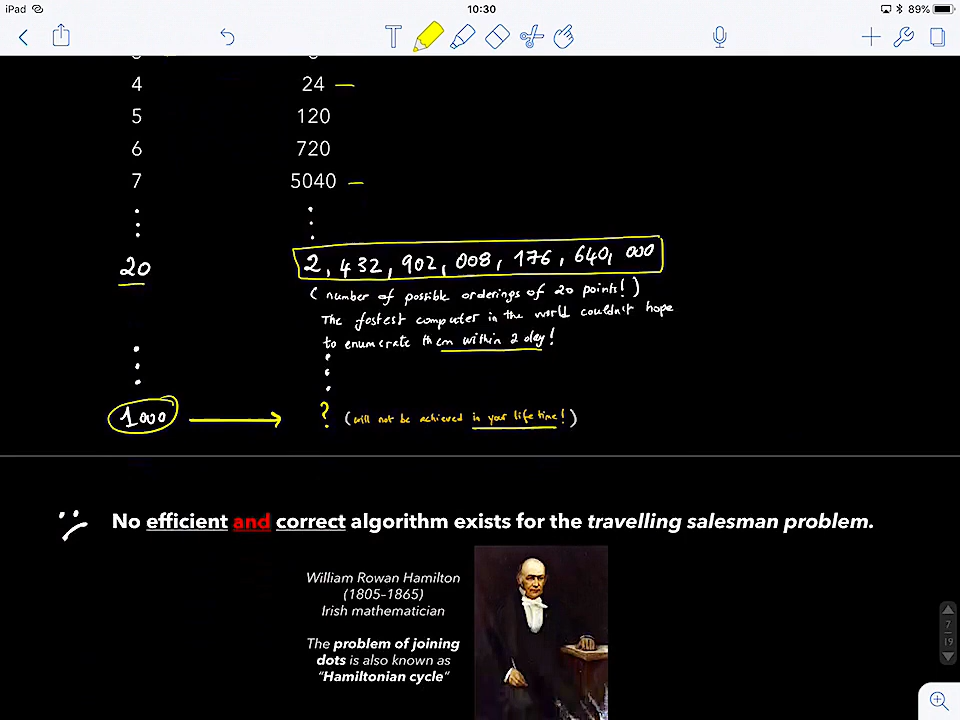 iPad 10:30 89%
T
4 24
5 120
6 720
7 5040
20 2,432,902,008,176,640,000
(number of possible orderings of 20 points!)
The fastest computer in the world couldn't hope
to enumerate them within 2 day!
1000 ? (will not be achieved in your life time!)
No efficient and correct algorithm exists for the travelling salesman problem.
William Rowan Hamilton
(1805–1865)
Irish mathematician
The problem of joining
dots is also known as
"Hamiltonian cycle"
7
19